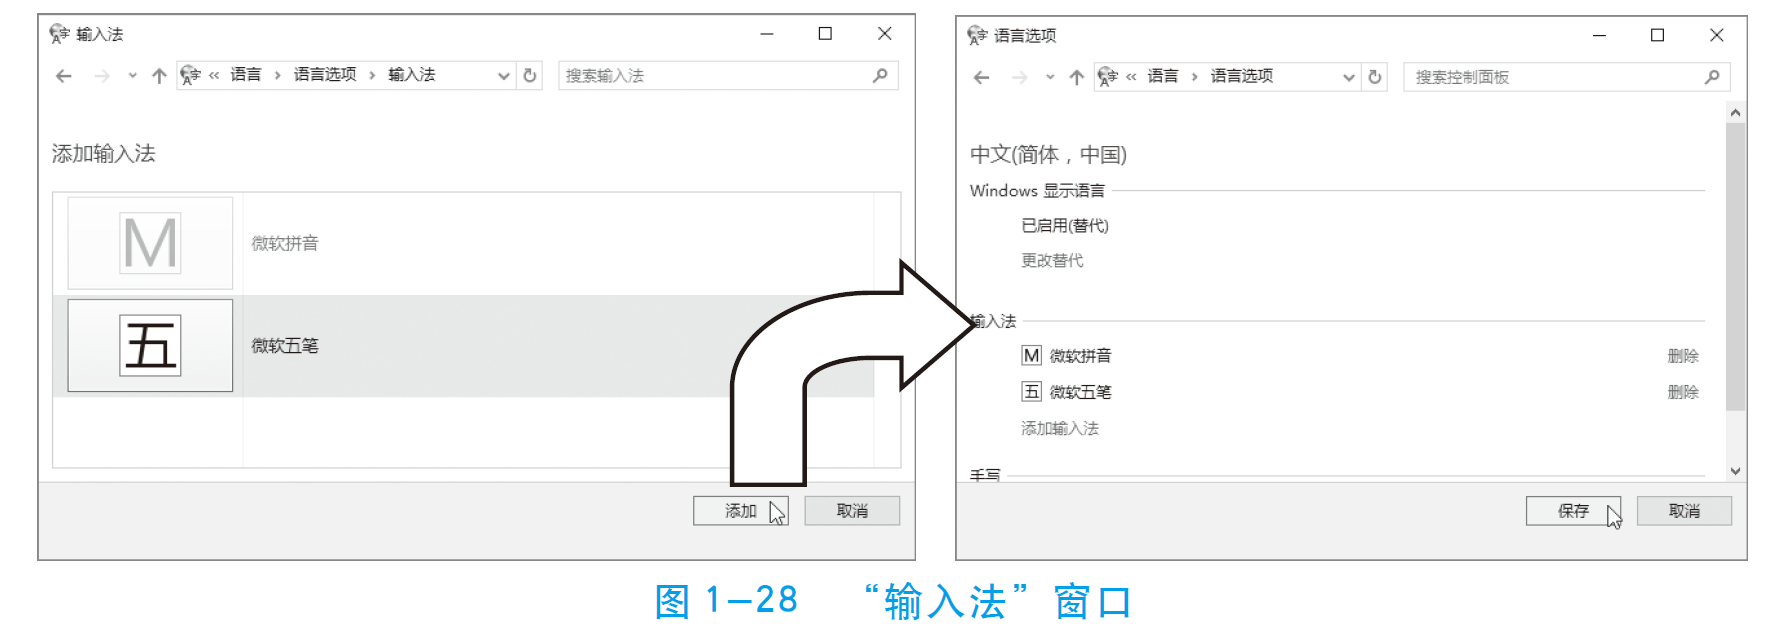 输入法
« 语言 › 语言选项 › 输入法
搜索输入法
添加输入法
M 微软拼音
五 微软五笔
添加 取消
语言选项
« 语言 › 语言选项
搜索控制面板
中文(简体，中国)
Windows 显示语言
已启用(替代)
更改替代
输入法
M 微软拼音 删除
五 微软五笔 删除
添加输入法
手写
保存 取消
图 1—28 “输入法”窗口